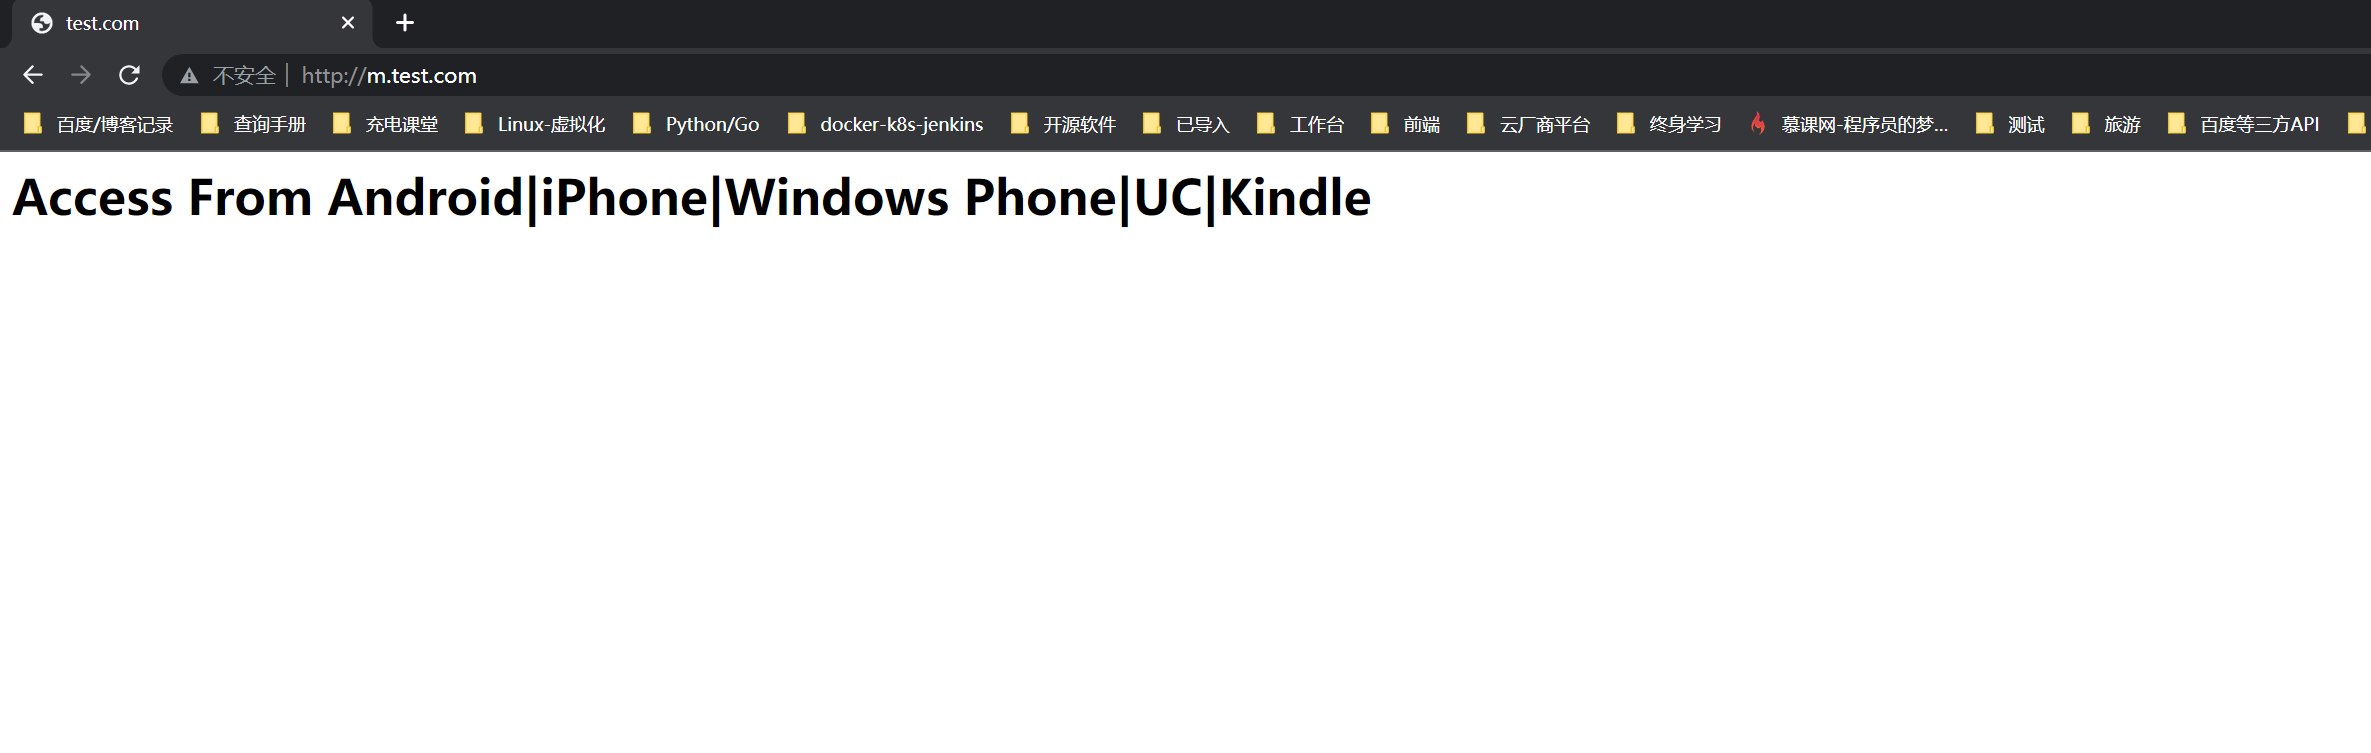 test.com
不安全 http://m.test.com
百度/博客记录 查询手册 充电课堂 Linux-虚拟化 Python/Go docker-k8s-jenkins 开源软件 已导入 工作台 前端 云厂商平台 终身学习 慕课网-程序员的梦... 测试 旅游 百度等三方API
Access From Android|iPhone|Windows Phone|UC|Kindle